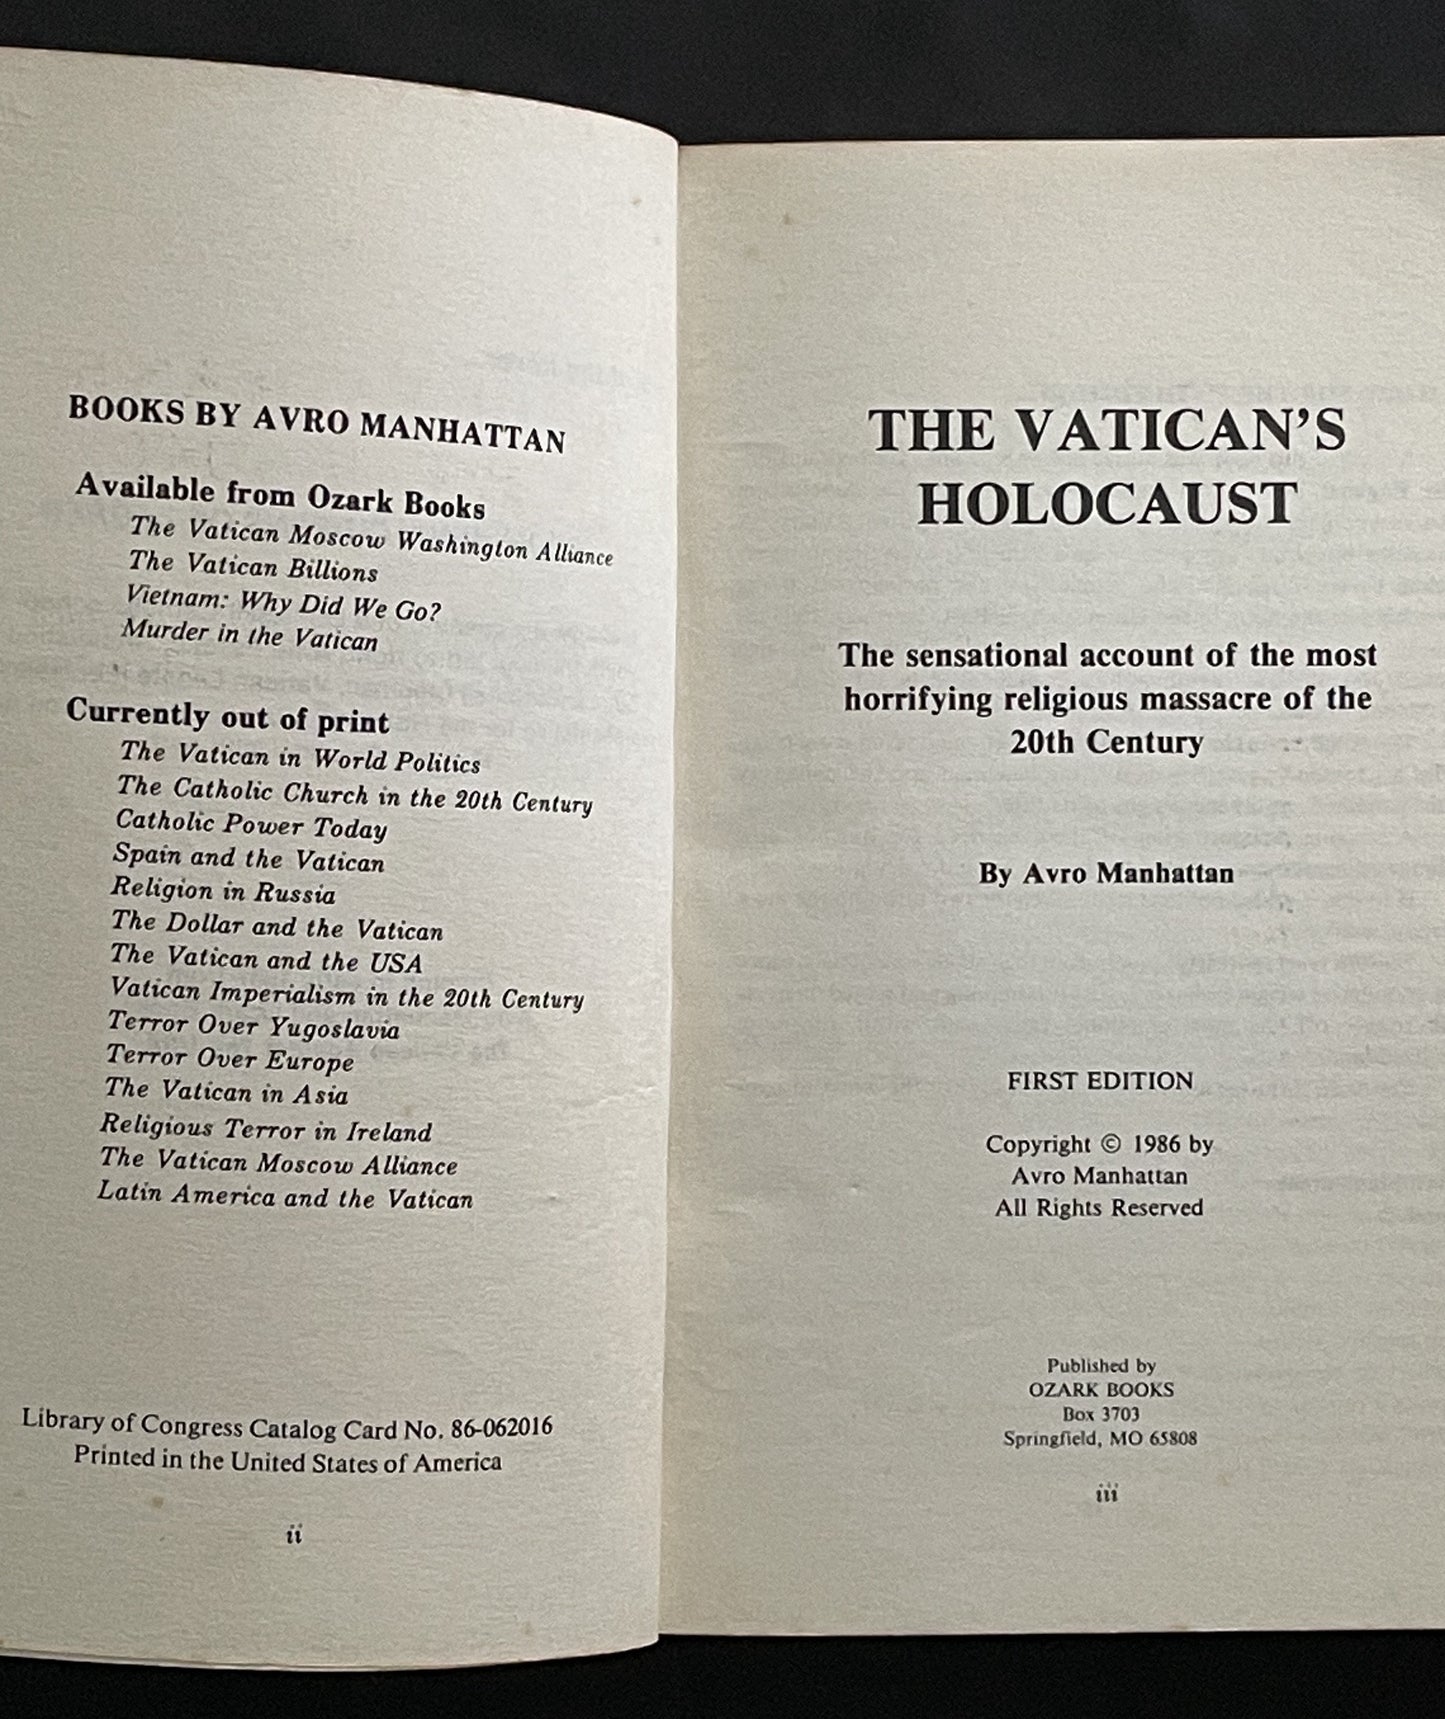 BOOKS BY AVRO MANHATTAN
Available from Ozark Books
The Vatican Moscow Washington Alliance
The Vatican Billions
Vietnam: Why Did We Go?
Murder in the Vatican
Currently out of print
The Vatican in World Politics
The Catholic Church in the 20th Century
Catholic Power Today
Spain and the Vatican
Religion in Russia
The Dollar and the Vatican
The Vatican and the USA
Vatican Imperialism in the 20th Century
Terror Over Yugoslavia
Terror Over Europe
The Vatican in Asia
Religious Terror in Ireland
The Vatican Moscow Alliance
Latin America and the Vatican
Library of Congress Catalog Card No. 86-062016
Printed in the United States of America
ii
THE VATICAN'S
HOLOCAUST
The sensational account of the most
horrifying religious massacre of the
20th Century
By Avro Manhattan
FIRST EDITION
Copyright © 1986 by
Avro Manhattan
All Rights Reserved
Published by
OZARK BOOKS
Box 3703
Springfield, MO 65808
iii